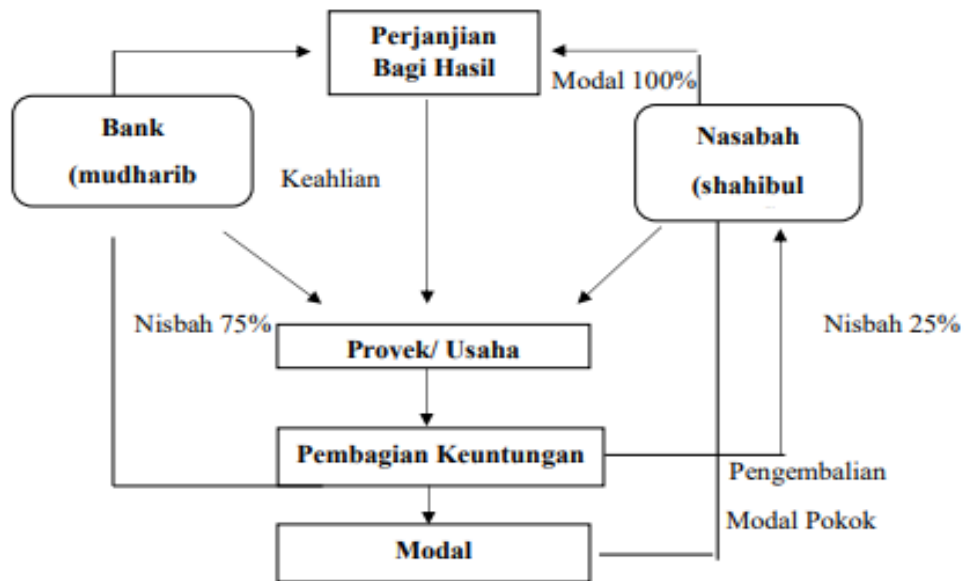 Perjanjian
Bagi Hasil
Modal 100%
Bank
(mudharib
Keahlian
Nasabah
(shahibul
Nisbah 75%
Nisbah 25%
Proyek/ Usaha
Pembagian Keuntungan
Pengembalian
Modal Pokok
Modal